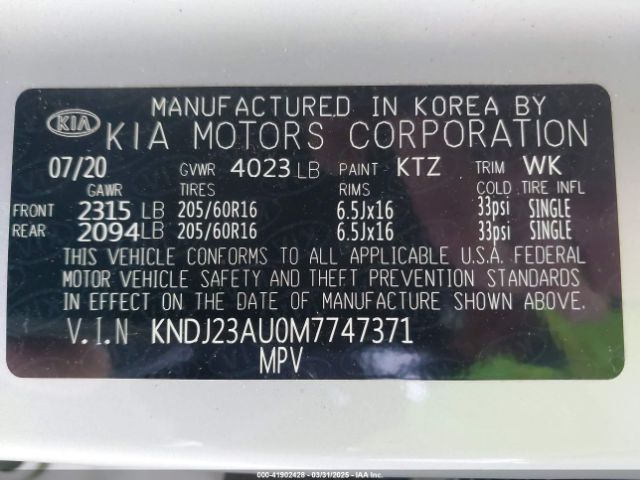 MANUFACTURED IN KOREA BY
KIA KIA MOTORS CORPORATION
07/20 GVWR 4023 LB PAINT KTZ TRIM WK
GAWR TIRES RIMS COLD TIRE INFL
FRONT 2315 LB 205/60R16 6.5Jx16 33psi SINGLE
REAR 2094 LB 205/60R16 6.5Jx16 33psi SINGLE
THIS VEHICLE CONFORMS TO ALL APPLICABLE U.S.A. FEDERAL
MOTOR VEHICLE SAFETY AND THEFT PREVENTION STANDARDS
IN EFFECT ON THE DATE OF MANUFACTURE SHOWN ABOVE.
V.I.N KNDJ23AU0M7747371
MPV
000-41902428 - 03/31/2025 - IAA Inc.